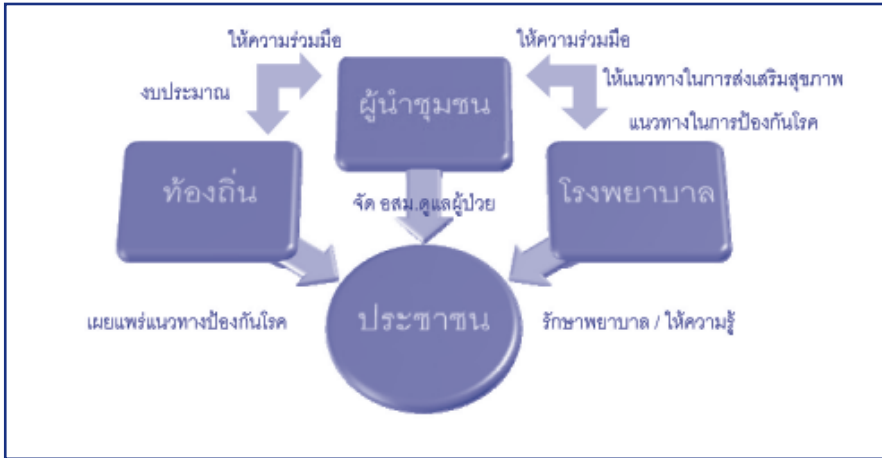 ให้ความร่วมมือ
ให้ความร่วมมือ
งบประมาณ
ผู้นำชุมชน
ให้แนวทางในการส่งเสริมสุขภาพ
แนวทางในการป้องกันโรค
ท้องถิ่น
จัด อสม.ดูแลผู้ป่วย
โรงพยาบาล
เผยแพร่แนวทางป้องกันโรค
ประชาชน
รักษาพยาบาล / ให้ความรู้